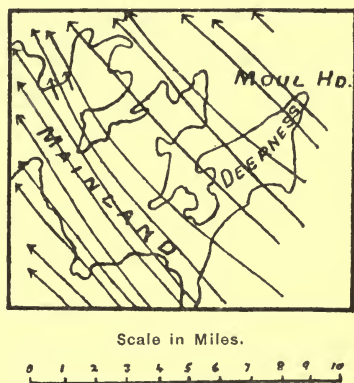 MOUL HD.
DEERNESS
MAINLAND
Scale in Miles.
0 1 2 3 4 5 6 7 8 9 10